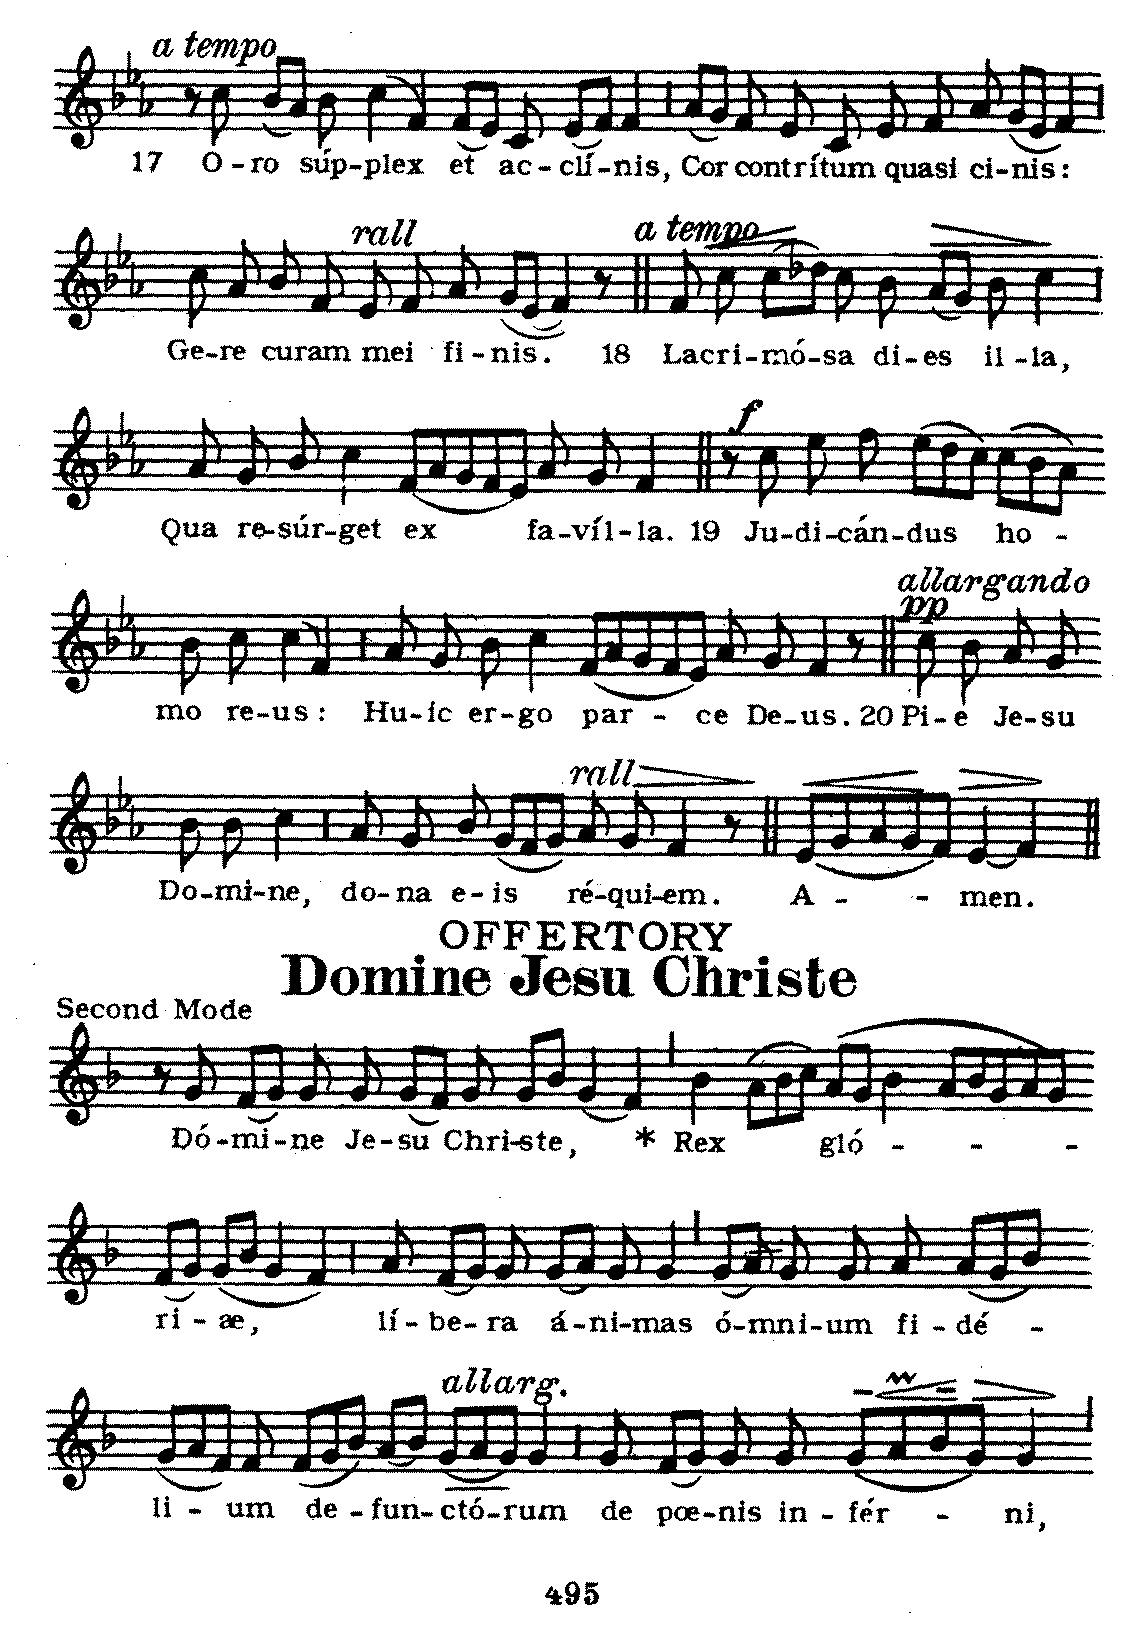 a tempo
17 O-ro súp-plex et ac-clí-nis, Cor contrítum quasi ci-nis:
rall a tempo
Ge-re curam mei fi-nis. 18 Lacri-mó-sa di-es il-la,
f
Qua re-súr-get ex fa-víl-la. 19 Ju-di-cán-dus ho -
allargando
pp
mo re-us: Hu-ic er-go par - ce De-us. 20 Pi-e Je-su
rall
Do-mi-ne, do-na e-is ré-qui-em. A - - men.
OFFERTORY
Domine Jesu Christe
Second Mode
Dó-mi-ne Je-su Chri-ste, * Rex gló - - -
ri - æ, lí-be-ra á-ni-mas ó-mni-um fi-dé -
allarg.
li - um de-fun-ctó-rum de pœ-nis in-fér - ni,
495